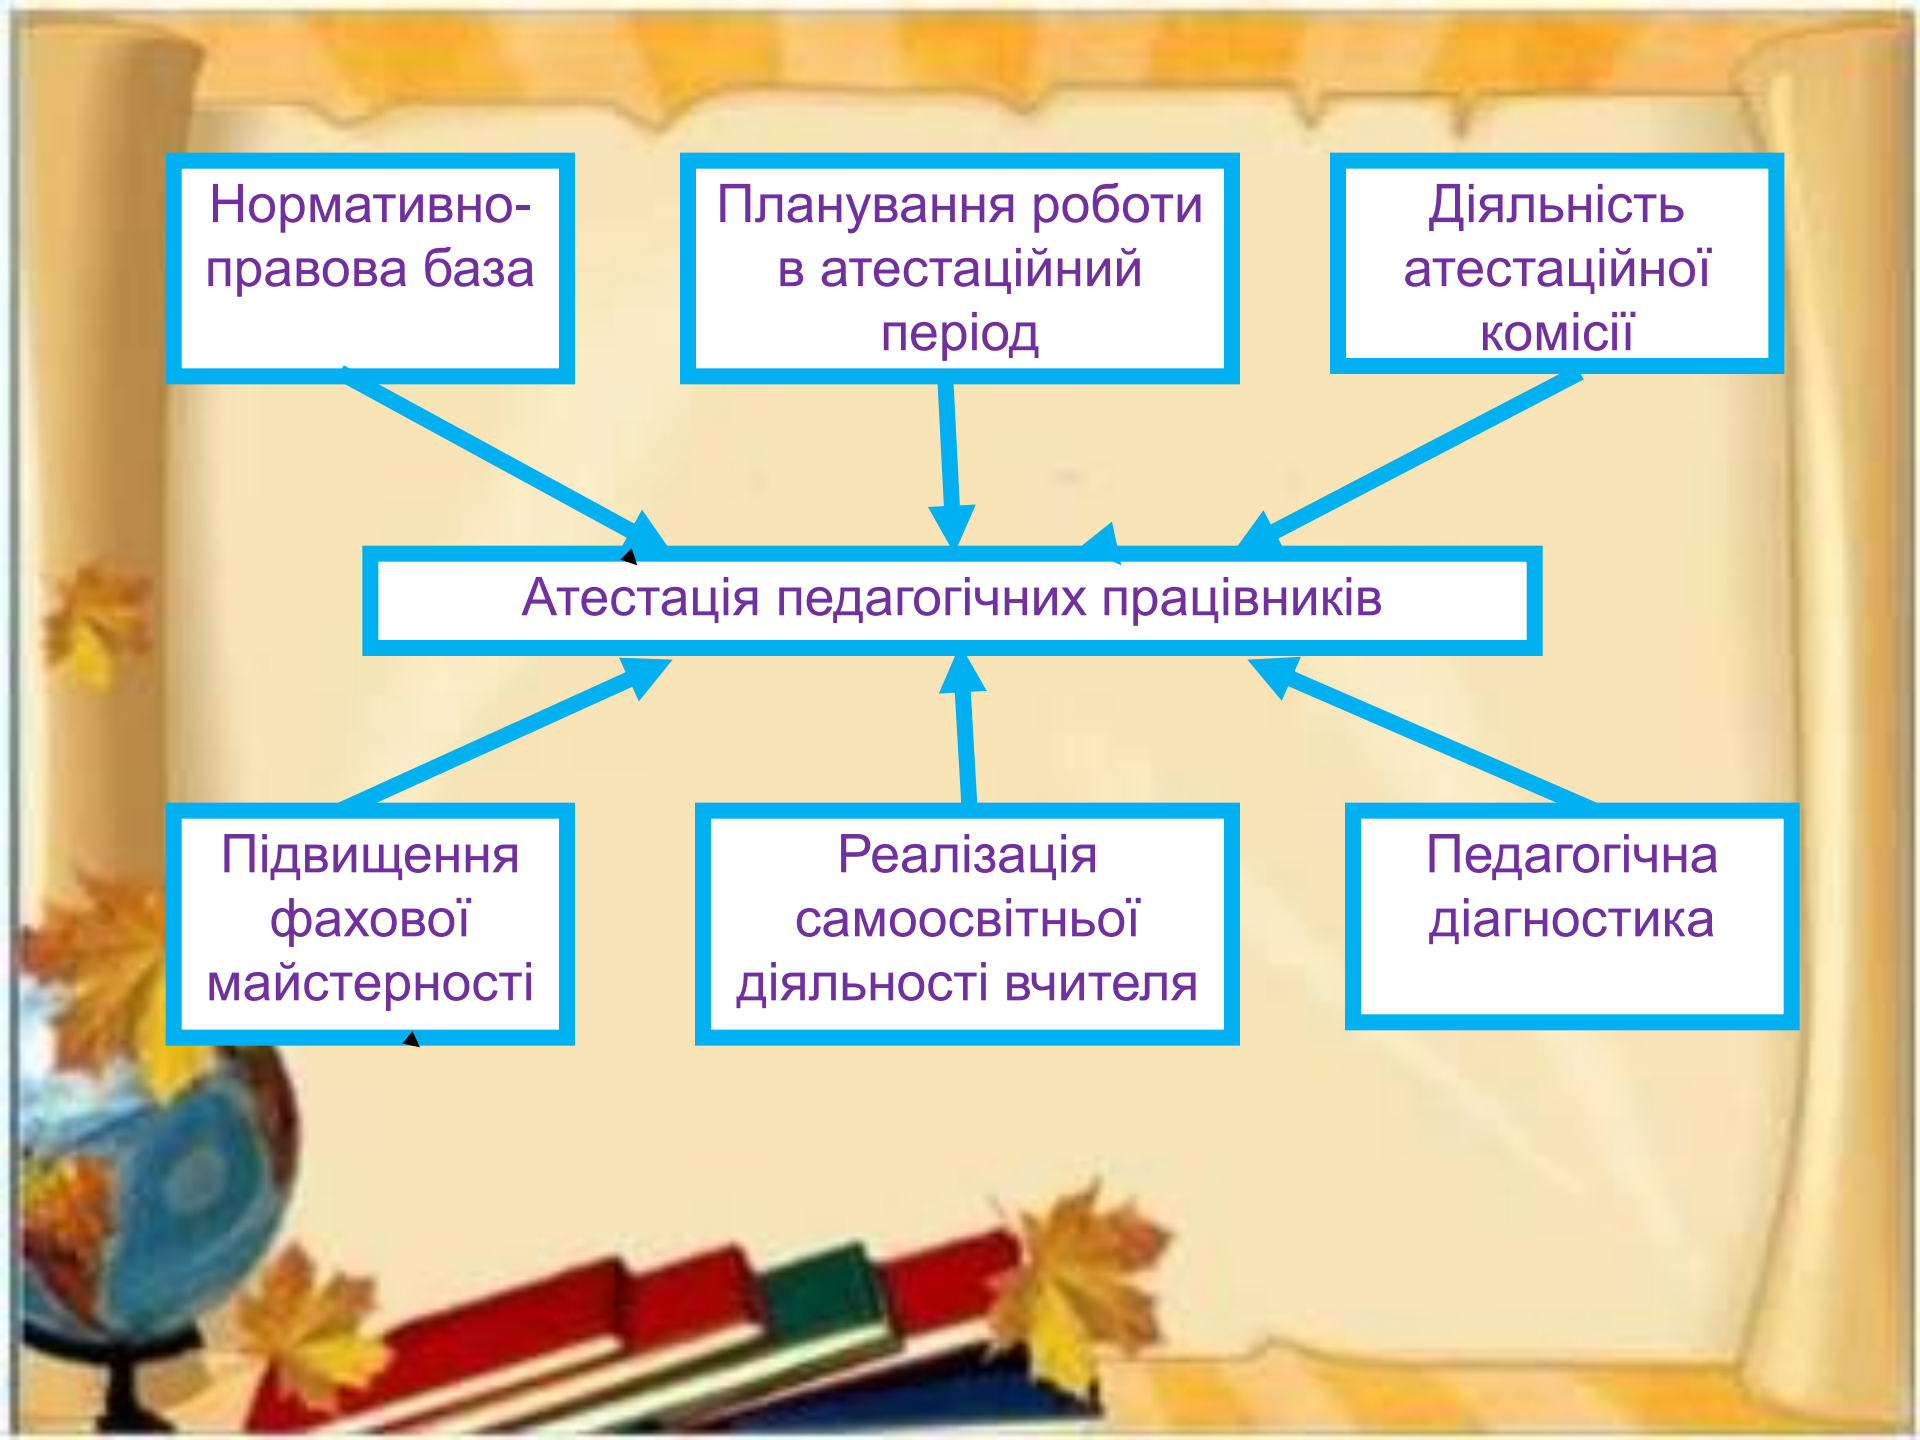 Нормативно-
правова база
Планування роботи
в атестаційний
період
Діяльність
атестаційної
комісії
Атестація педагогічних працівників
Підвищення
фахової
майстерності
Реалізація
самоосвітньої
діяльності вчителя
Педагогічна
діагностика